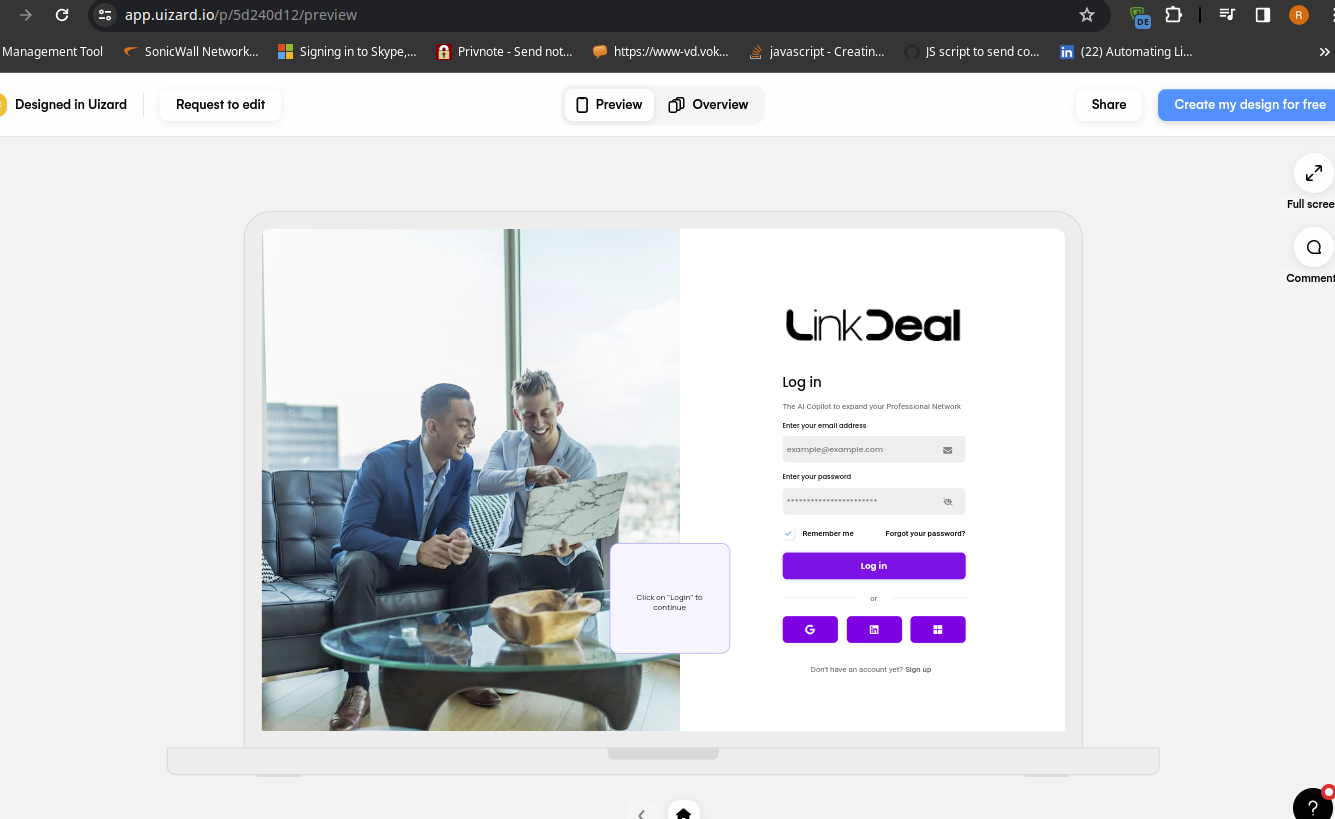 app.uizard.io/p/5d240d12/preview
DE
R
Management Tool
SonicWall Network...
Signing in to Skype,...
Privnote - Send not...
https://www-vd.vok...
javascript - Creatin...
JS script to send co...
in
(22) Automating Li...
»
Designed in Uizard
Request to edit
Preview
Overview
Share
Create my design for free
Full scree
Comment
LinkDeal
Log in
The AI Copilot to expand your Professional Network
Enter your email address
example@example.com
Enter your password
***********************
Remember me
Forgot your password?
Log in
or
G
in
Don't have an account yet? Sign up
Click on "Login" to
continue
?